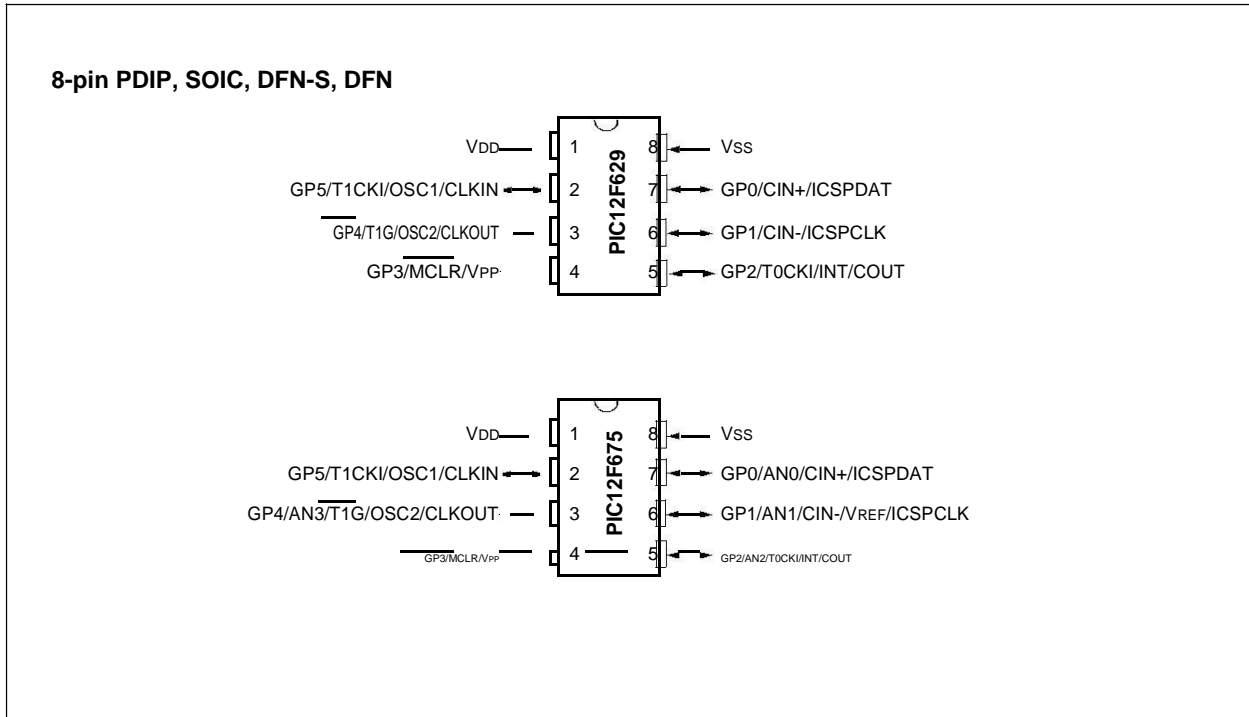 8-pin PDIP, SOIC, DFN-S, DFN
VDD 1 PIC12F629 8 VSS
GP5/T1CKI/OSC1/CLKIN 2 7 GP0/CIN+/ICSPDAT
GP4/T1G/OSC2/CLKOUT 3 6 GP1/CIN-/ICSPCLK
GP3/MCLR/VPP 4 5 GP2/T0CKI/INT/COUT
VDD 1 PIC12F675 8 VSS
GP5/T1CKI/OSC1/CLKIN 2 7 GP0/AN0/CIN+/ICSPDAT
GP4/AN3/T1G/OSC2/CLKOUT 3 6 GP1/AN1/CIN-/VREF/ICSPCLK
GP3/MCLR/VPP 4 5 GP2/AN2/T0CKI/INT/COUT